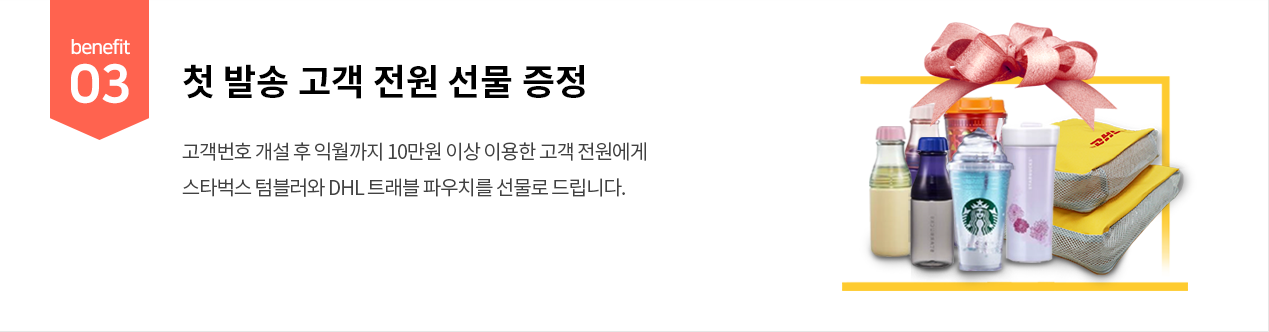 benefit
03
첫 발송 고객 전원 선물 증정
고객번호 개설 후 익월까지 10만원 이상 이용한 고객 전원에게
스타벅스 텀블러와 DHL 트래블 파우치를 선물로 드립니다.
DHL